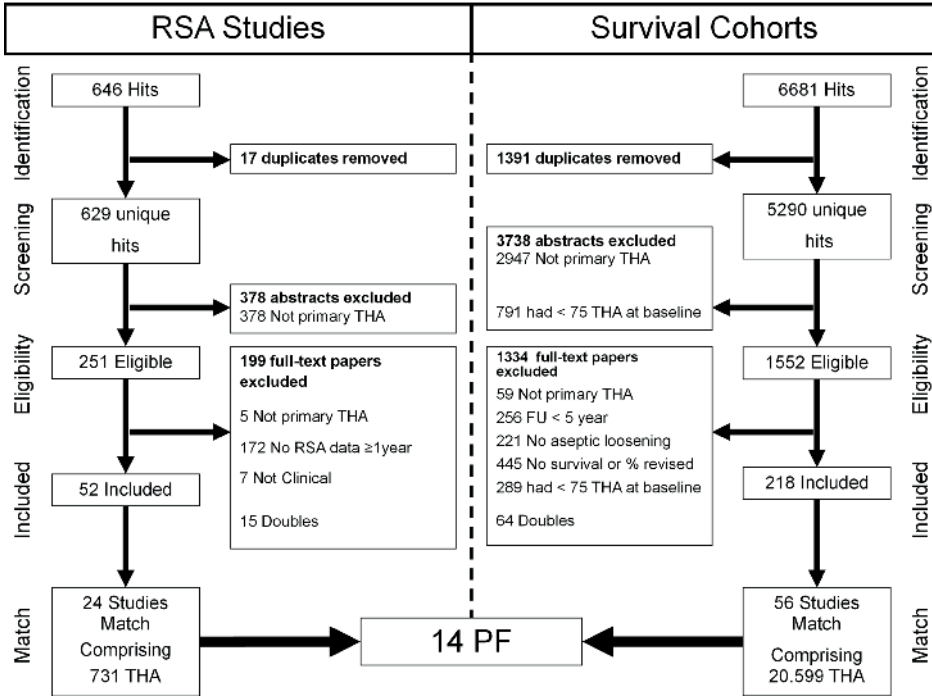 RSA Studies
Survival Cohorts
Identification
Screening
Eligibility
Included
Match
646 Hits
17 duplicates removed
629 unique
hits
378 abstracts excluded
378 Not primary THA
251 Eligible
199 full-text papers
excluded
5 Not primary THA
172 No RSA data ≥1year
7 Not Clinical
15 Doubles
52 Included
24 Studies
Match
Comprising
731 THA
14 PF
6681 Hits
1391 duplicates removed
5290 unique
hits
3738 abstracts excluded
2947 Not primary THA
791 had < 75 THA at baseline
1552 Eligible
1334 full-text papers
excluded
59 Not primary THA
256 FU < 5 year
221 No aseptic loosening
445 No survival or % revised
289 had < 75 THA at baseline
64 Doubles
218 Included
56 Studies
Match
Comprising
20.599 THA
Identification
Screening
Eligibility
Included
Match